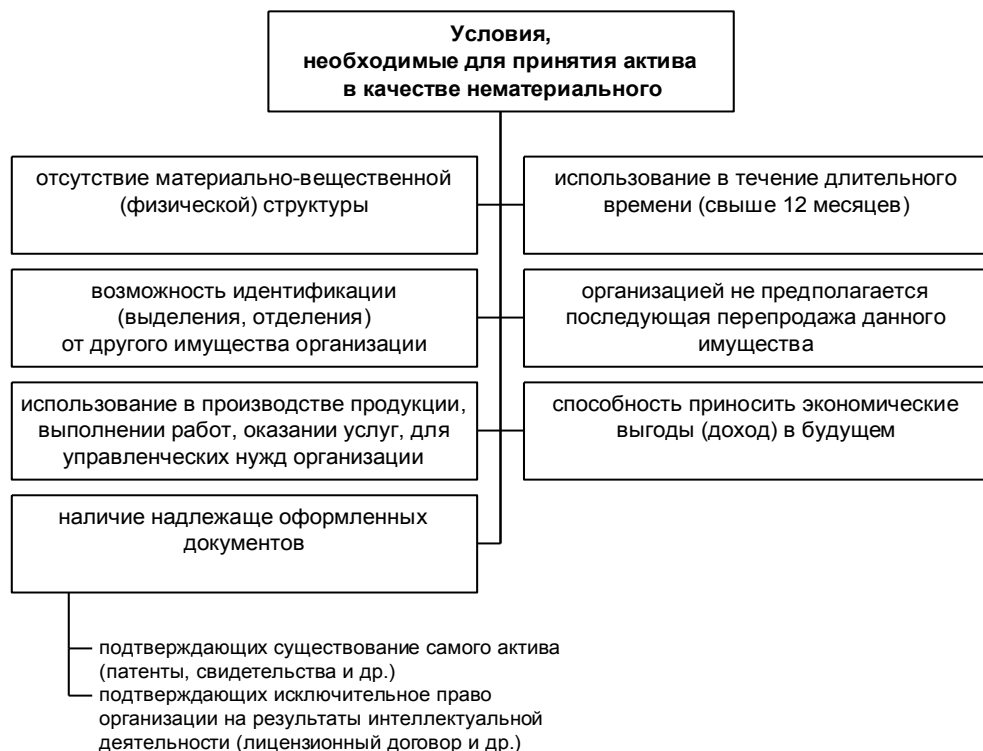 Условия,
необходимые для принятия актива
в качестве нематериального
отсутствие материально-вещественной
(физической) структуры
использование в течение длительного
времени (свыше 12 месяцев)
возможность идентификации
(выделения, отделения)
от другого имущества организации
организацией не предполагается
последующая перепродажа данного
имущества
использование в производстве продукции,
выполнении работ, оказании услуг, для
управленческих нужд организации
способность приносить экономические
выгоды (доход) в будущем
наличие надлежаще оформленных
документов
подтверждающих существование самого актива
(патенты, свидетельства и др.)
подтверждающих исключительное право
организации на результаты интеллектуальной
деятельности (лицензионный договор и др.)